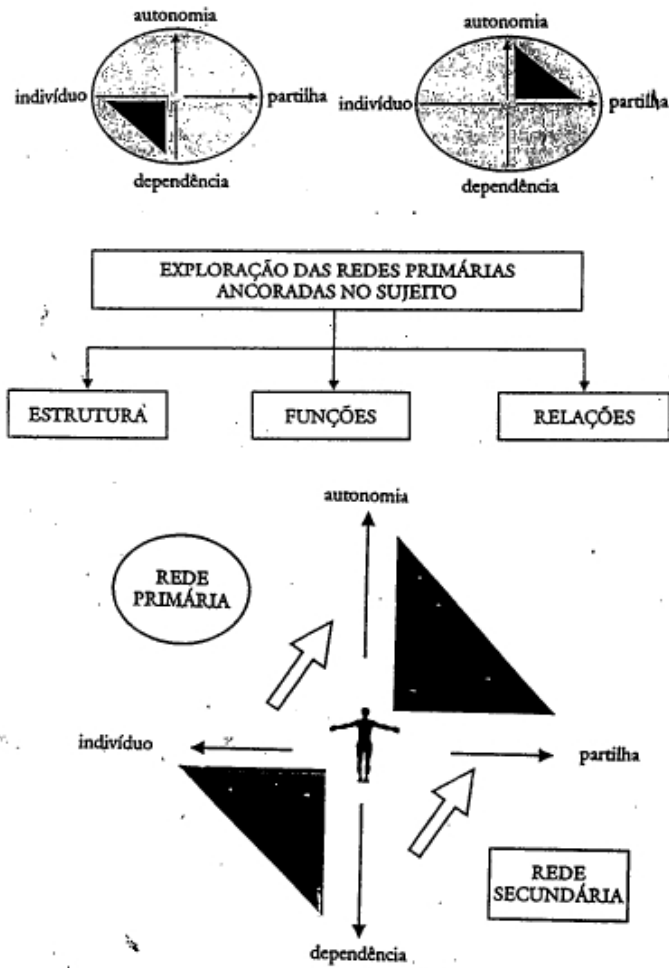 autonomia
autonomia
indivíduo
partilha
indivíduo
partilha
dependência
dependência
EXPLORAÇÃO DAS REDES PRIMÁRIAS
ANCORADAS NO SUJEITO
ESTRUTURA
FUNÇÕES
RELAÇÕES
autonomia
REDE
PRIMÁRIA
indivíduo
partilha
REDE
SECUNDÁRIA
dependência